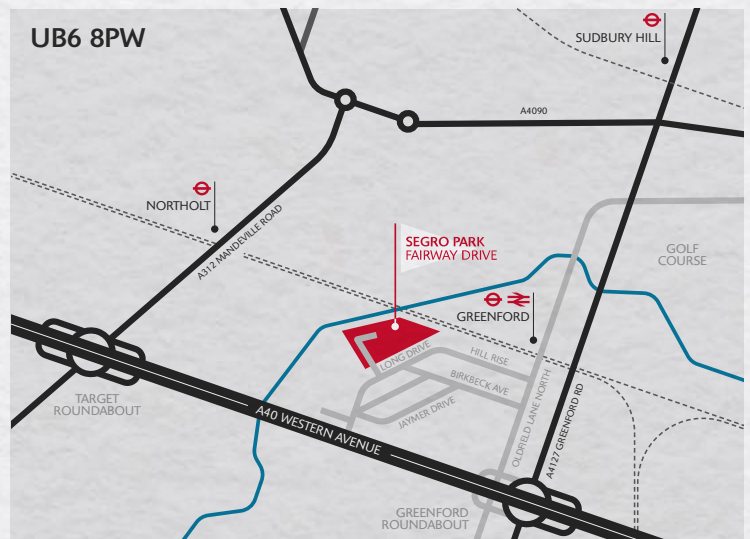 UB6 8PW
SUDBURY HILL
A4090
NORTHOLT
A312 MANDEVILLE ROAD
SEGRO PARK
FAIRWAY DRIVE
GOLF
COURSE
GREENFORD
LONG DRIVE
HILL RISE
BIRKBECK AVE
JAYMER DRIVE
OLDFIELD LANE NORTH
A4127 GREENFORD RD
TARGET
ROUNDABOUT
A40 WESTERN AVENUE
GREENFORD
ROUNDABOUT